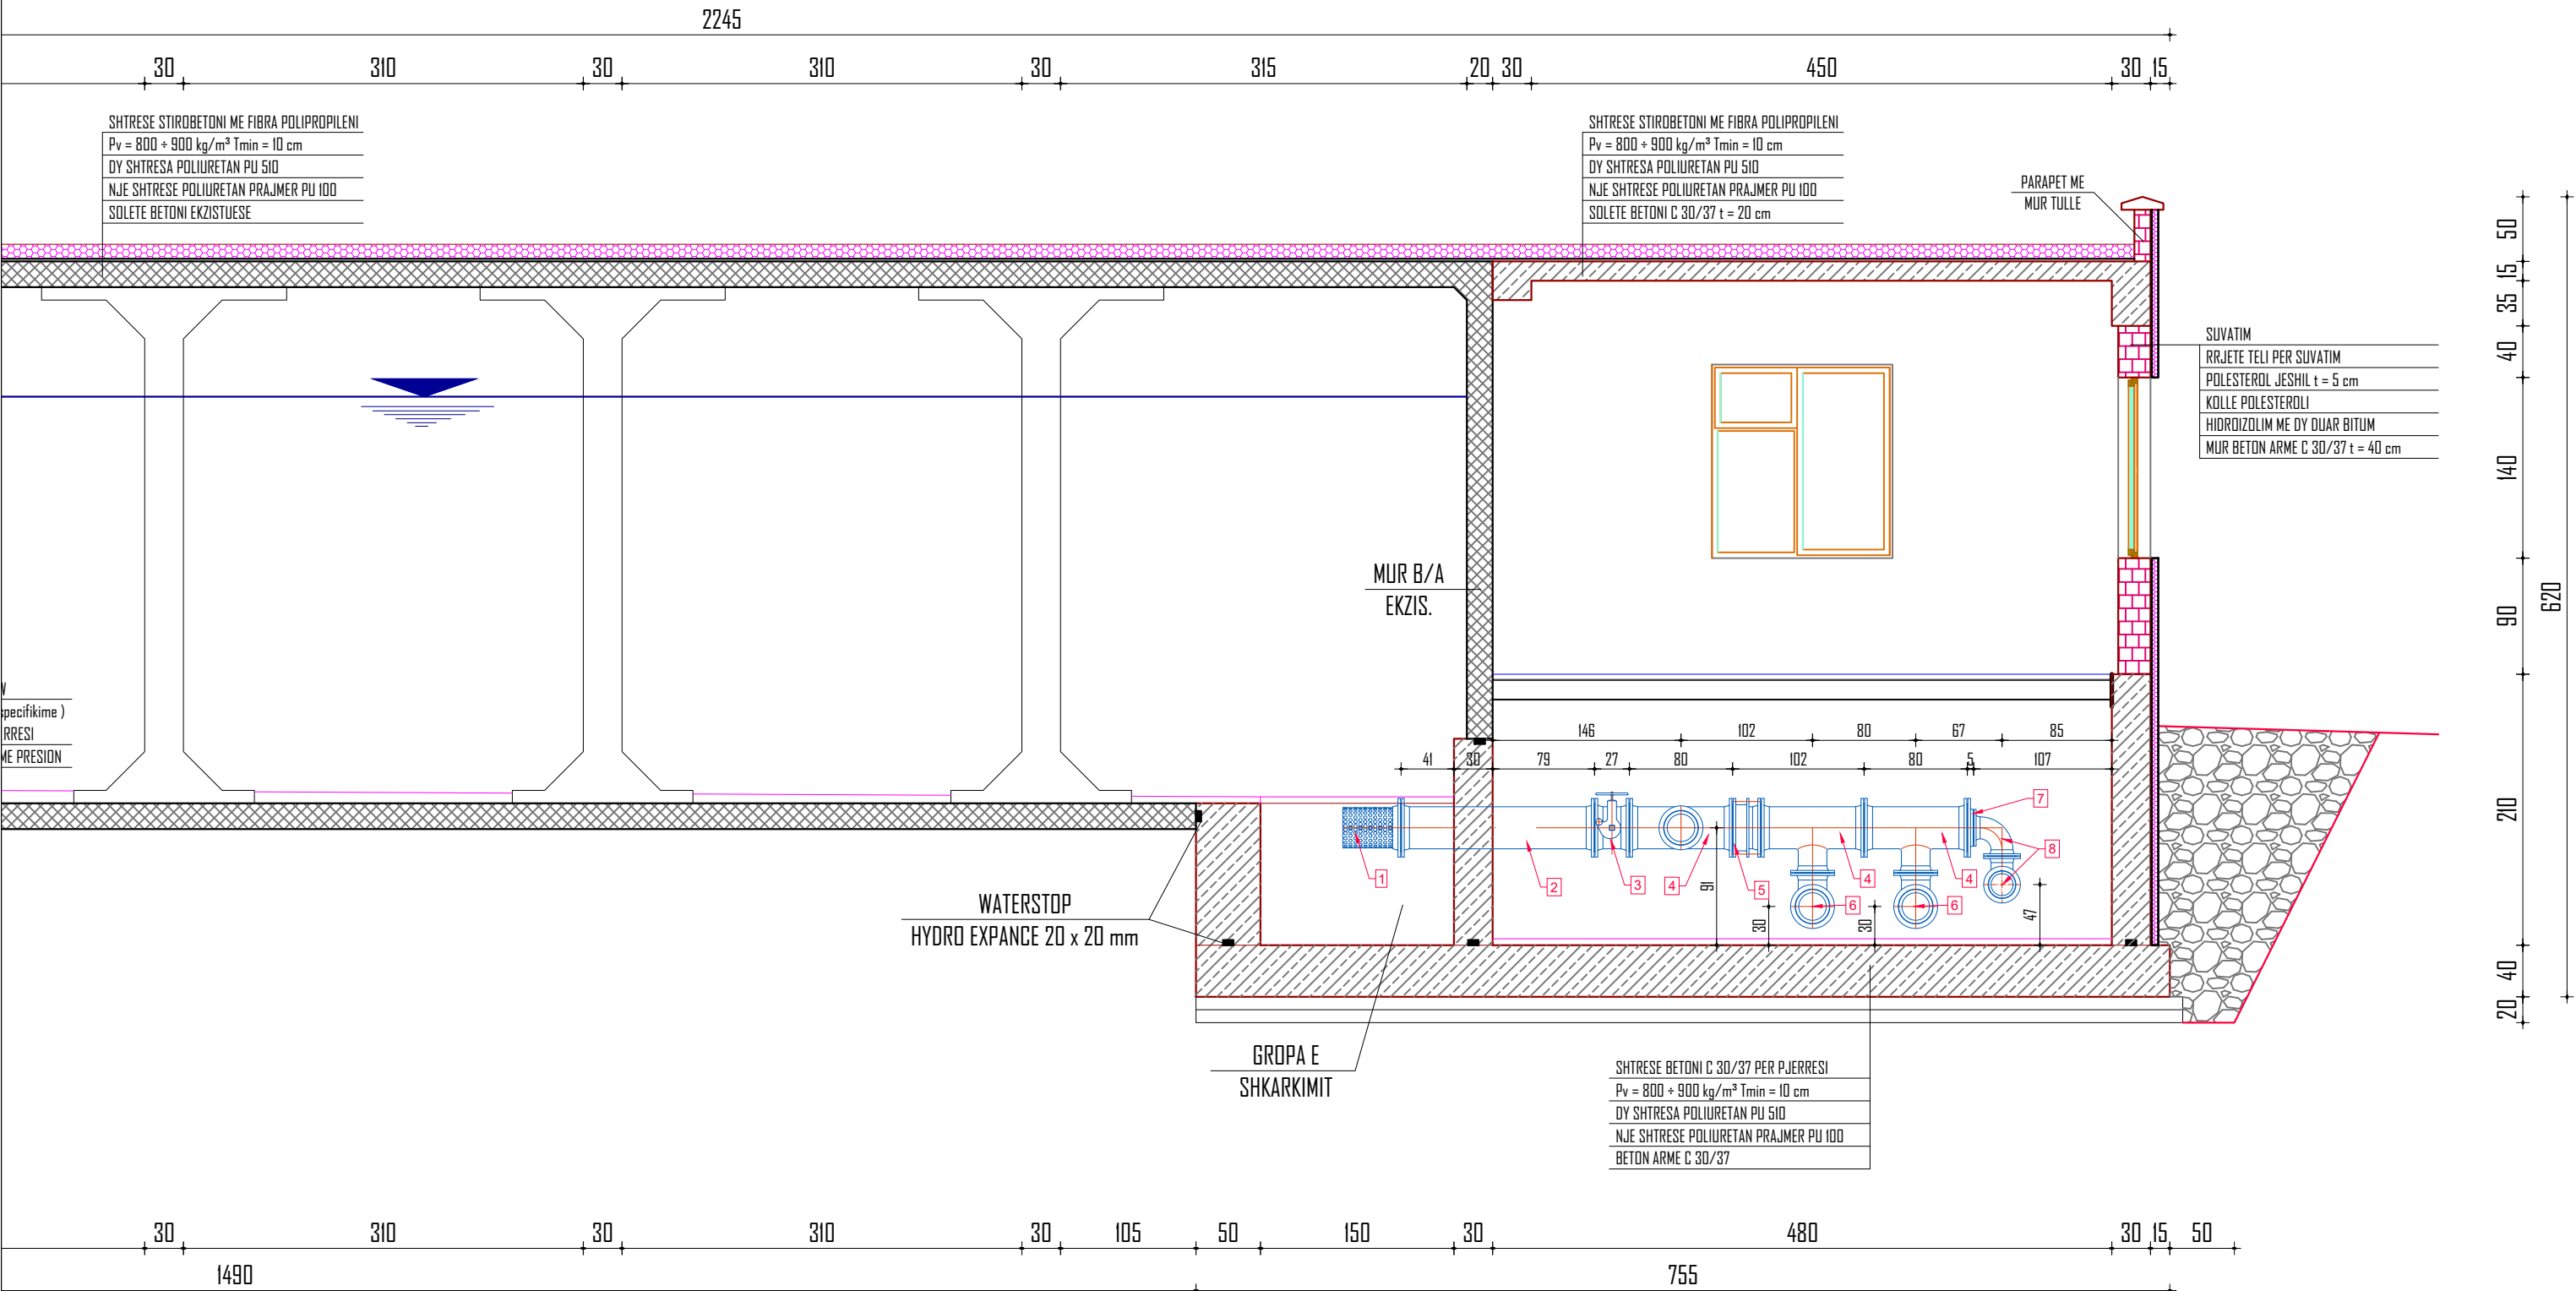 2245
30 310 30 310 30 315 20 30 450 30 15
SHTRESE STIROBETONI ME FIBRA POLIPROPILENI
Pv = 800 ÷ 900 kg/m³ Tmin = 10 cm
DY SHTRESA POLIURETAN PU 510
NJE SHTRESE POLIURETAN PRAJMER PU 100
SOLETE BETONI EKZISTUESE
SHTRESE STIROBETONI ME FIBRA POLIPROPILENI
Pv = 800 ÷ 900 kg/m³ Tmin = 10 cm
DY SHTRESA POLIURETAN PU 510
NJE SHTRESE POLIURETAN PRAJMER PU 100
SOLETE BETONI C 30/37 t = 20 cm
PARAPET ME
MUR TULLE
50
15
35
40
140
90
210
40
20
620
SUVATIM
RRJETE TELI PER SUVATIM
POLESTEROL JESHIL t = 5 cm
KOLLE POLESTEROLI
HIDROIZOLIM ME DY DUAR BITUM
MUR BETON ARME C 30/37 t = 40 cm
MUR B/A
EKZIS.
specifikime )
RRESI
ME PRESION
146 102 80 67 85
41 30 79 27 80 102 80 5 107
1
2
3
4
5
4
4
6
6
7
8
91
30
30
47
WATERSTOP
HYDRO EXPANCE 20 x 20 mm
GROPA E
SHKARKIMIT
SHTRESE BETONI C 30/37 PER PJERRESI
Pv = 800 ÷ 900 kg/m³ Tmin = 10 cm
DY SHTRESA POLIURETAN PU 510
NJE SHTRESE POLIURETAN PRAJMER PU 100
BETON ARME C 30/37
30 310 30 310 30 105 50 150 30 480 30 15 50
1490 755